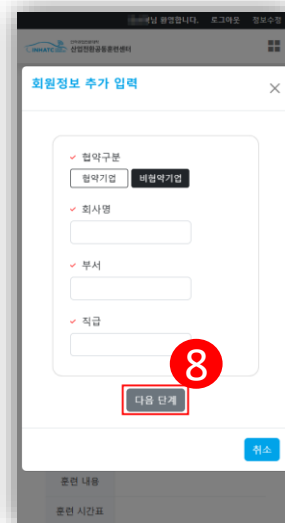 님 환영합니다. 로그아웃 정보수정
산업전환공동훈련센터
회원정보 추가 입력
협약구분
협약기업 비협약기업
회사명
부서
직급
8
다음 단계
취소
훈련 내용
훈련 시간표